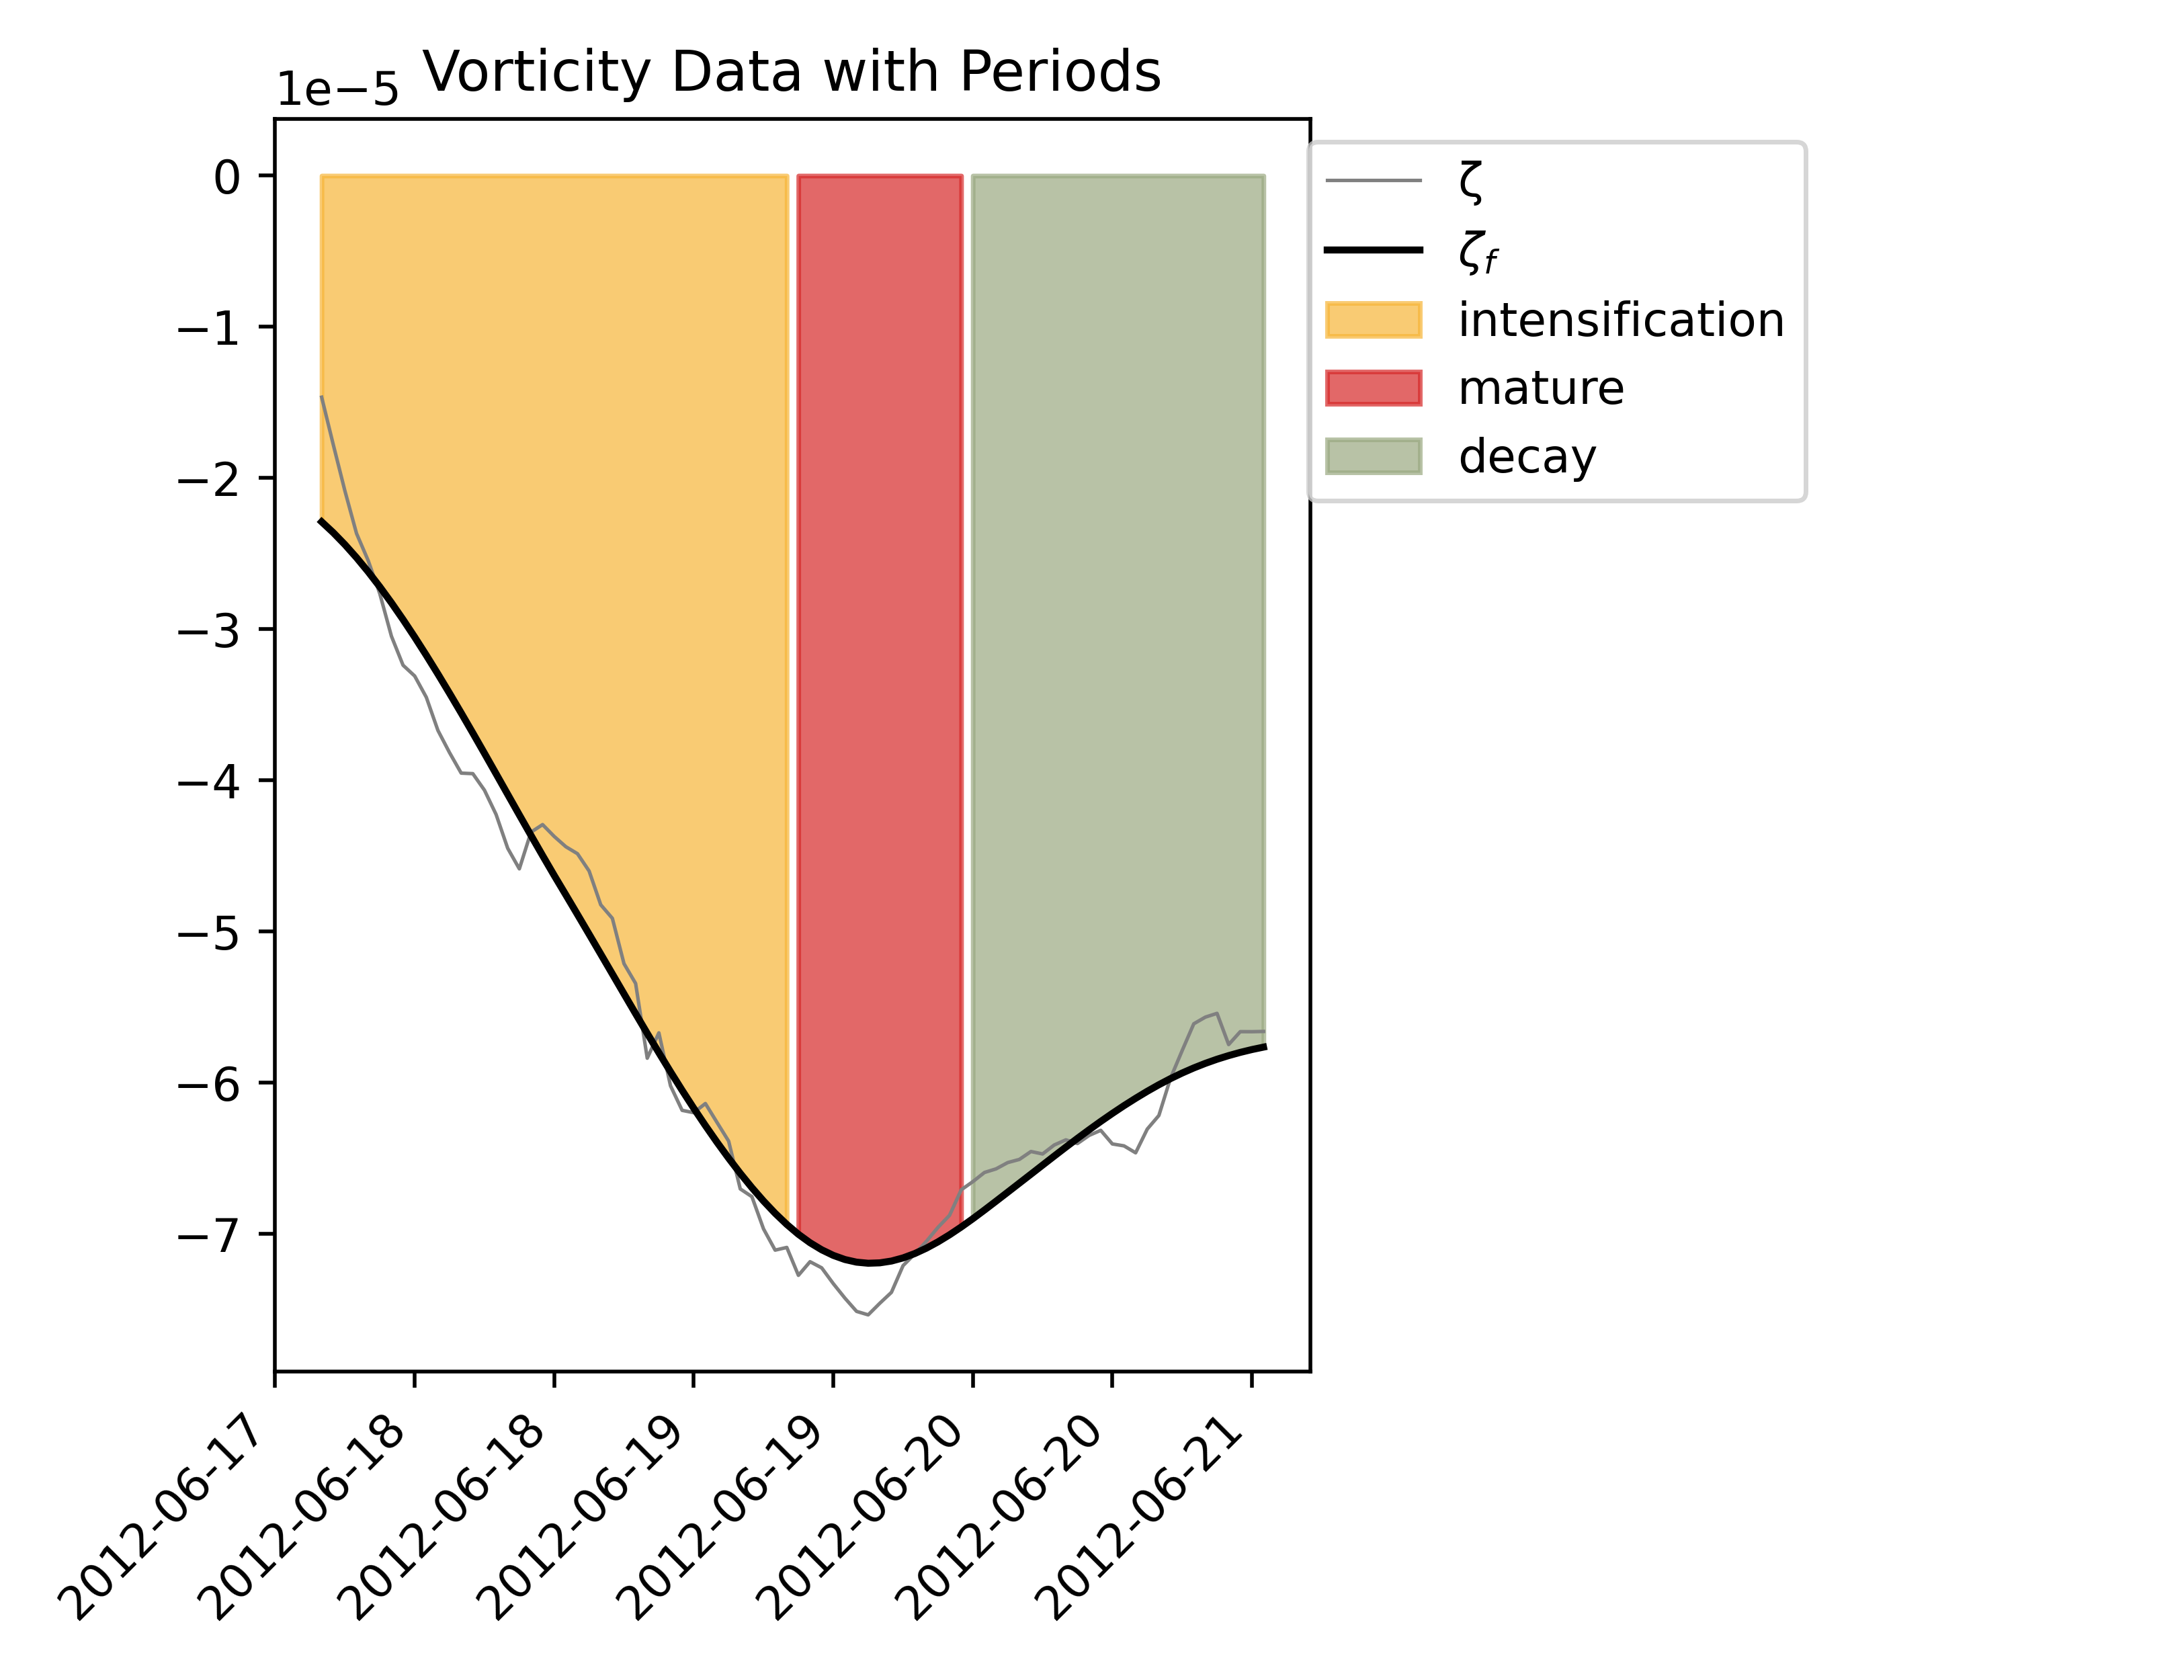 Vorticity Data with Periods
1e−5
0
−1
−2
−3
−4
−5
−6
−7
ζ
ζf
intensification
mature
decay
2012-06-17
2012-06-18
2012-06-18
2012-06-19
2012-06-19
2012-06-20
2012-06-20
2012-06-21